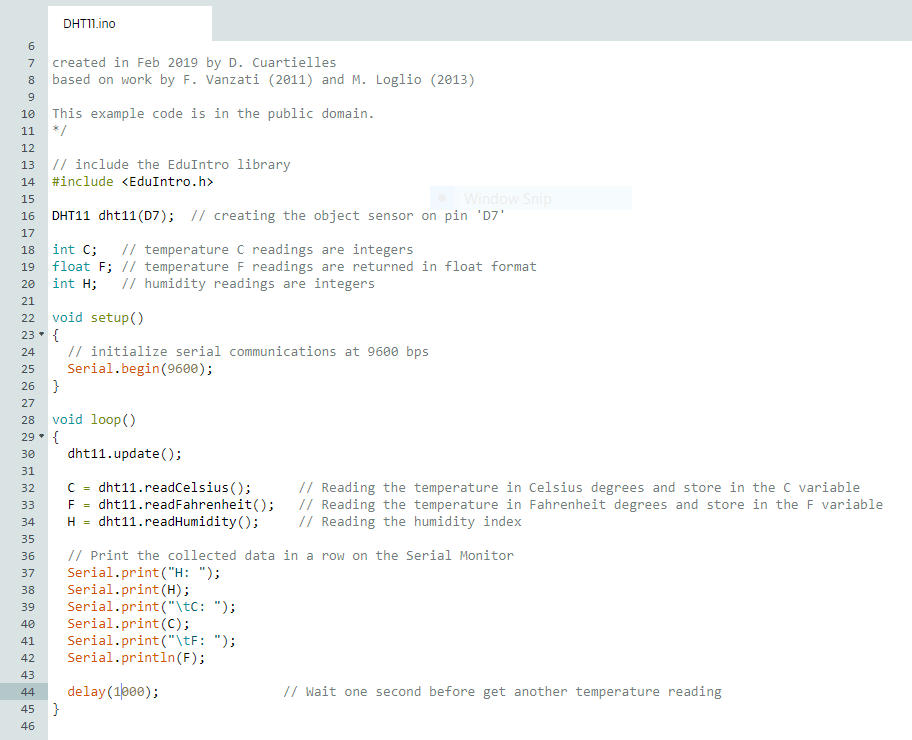 DHT11.ino
6
7 created in Feb 2019 by D. Cuartielles
8 based on work by F. Vanzati (2011) and M. Loglio (2013)
9
10 This example code is in the public domain.
11 */
12
13 // include the EduIntro library
14 #include <EduIntro.h>
15
Window Snip
16 DHT11 dht11(D7);  // creating the object sensor on pin 'D7'
17
18 int C;   // temperature C readings are integers
19 float F; // temperature F readings are returned in float format
20 int H;   // humidity readings are integers
21
22 void setup()
23 {
24   // initialize serial communications at 9600 bps
25   Serial.begin(9600);
26 }
27
28 void loop()
29 {
30   dht11.update();
31
32   C = dht11.readCelsius();      // Reading the temperature in Celsius degrees and store in the C variable
33   F = dht11.readFahrenheit();   // Reading the temperature in Fahrenheit degrees and store in the F variable
34   H = dht11.readHumidity();     // Reading the humidity index
35
36   // Print the collected data in a row on the Serial Monitor
37   Serial.print("H: ");
38   Serial.print(H);
39   Serial.print("\tC: ");
40   Serial.print(C);
41   Serial.print("\tF: ");
42   Serial.println(F);
43
44   delay(1000);                // Wait one second before get another temperature reading
45 }
46